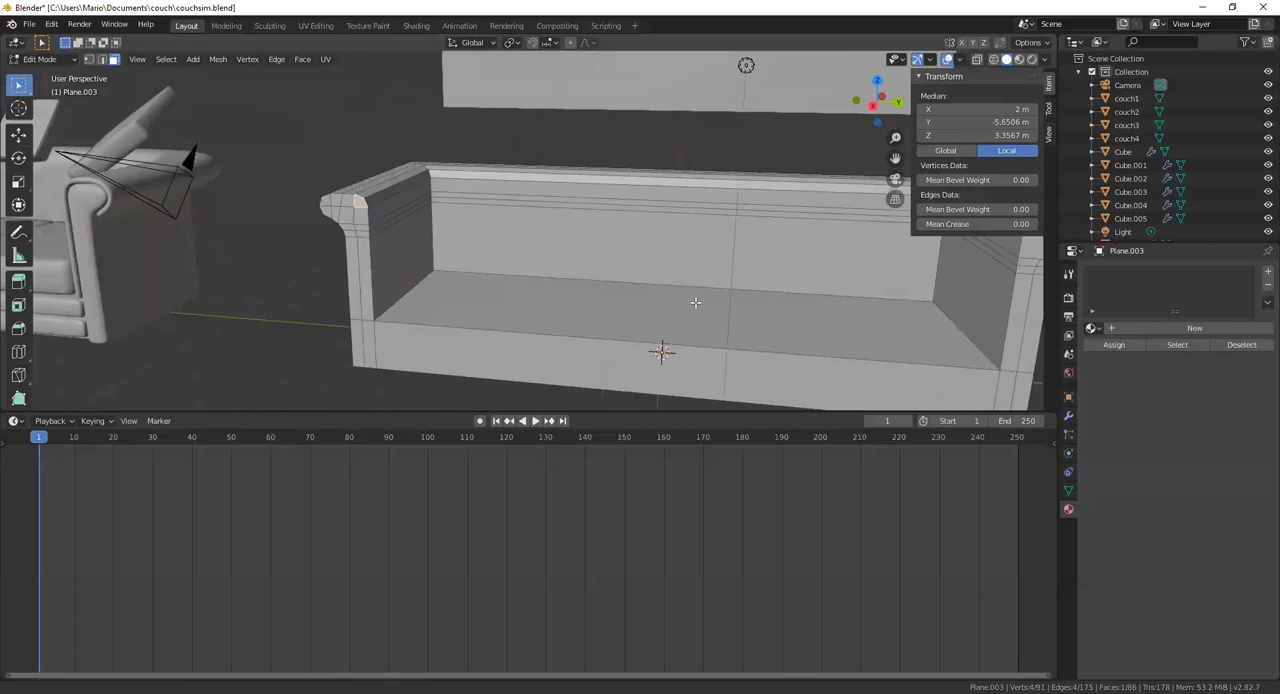 Blender* [C:\Users\Mario\Documents\couch\couchsim.blend]
File Edit Render Window Help Layout Modeling Sculpting UV Editing Texture Paint Shading Animation Rendering Compositing Scripting + Scene View Layer
Global X Y Z Options
Edit Mode View Select Add Mesh Vertex Edge Face UV
User Perspective
(1) Plane.003
Transform
Median:
X 2 m
Y -5.6506 m
Z 3.3567 m
Global Local
Vertices Data:
Mean Bevel Weight 0.00
Edges Data:
Mean Bevel Weight 0.00
Mean Crease 0.00
Item
Tool
View
Z
Y
X
Scene Collection
Collection
Camera
couch1
couch2
couch3
couch4
Cube
Cube.001
Cube.002
Cube.003
Cube.004
Cube.005
Light
Plane.003
New
Assign Select Deselect
Playback Keying View Marker 1 Start 1 End 250
1 10 20 30 40 50 60 70 80 90 100 110 120 130 140 150 160 170 180 190 200 210 220 230 240 250
Plane.003 | Verts:4/91 | Edges:4/175 | Faces:1/86 | Tris:178 | Mem: 53.2 MiB | v2.82.7